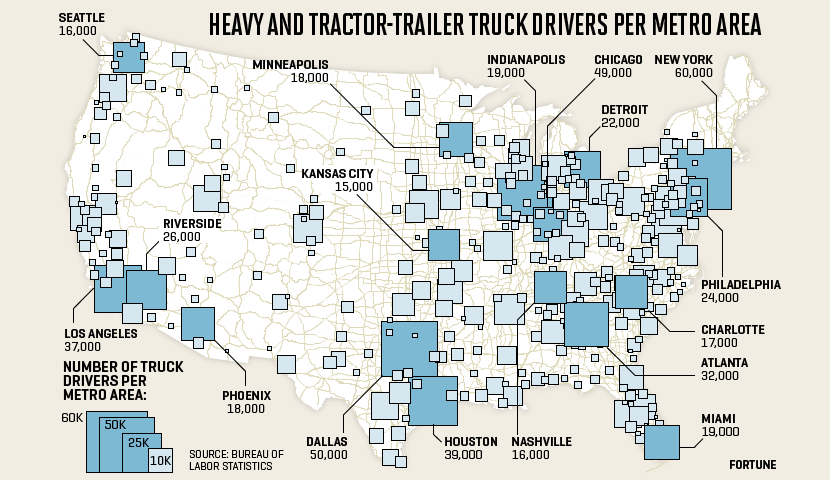 HEAVY AND TRACTOR-TRAILER TRUCK DRIVERS PER METRO AREA
SEATTLE
16,000
MINNEAPOLIS
18,000
INDIANAPOLIS
19,000
CHICAGO
49,000
NEW YORK
60,000
DETROIT
22,000
KANSAS CITY
15,000
RIVERSIDE
26,000
PHILADELPHIA
24,000
LOS ANGELES
37,000
CHARLOTTE
17,000
ATLANTA
32,000
PHOENIX
18,000
MIAMI
19,000
DALLAS
50,000
HOUSTON
39,000
NASHVILLE
16,000
NUMBER OF TRUCK
DRIVERS PER
METRO AREA:
60K
50K
25K
10K
SOURCE: BUREAU OF
LABOR STATISTICS
FORTUNE